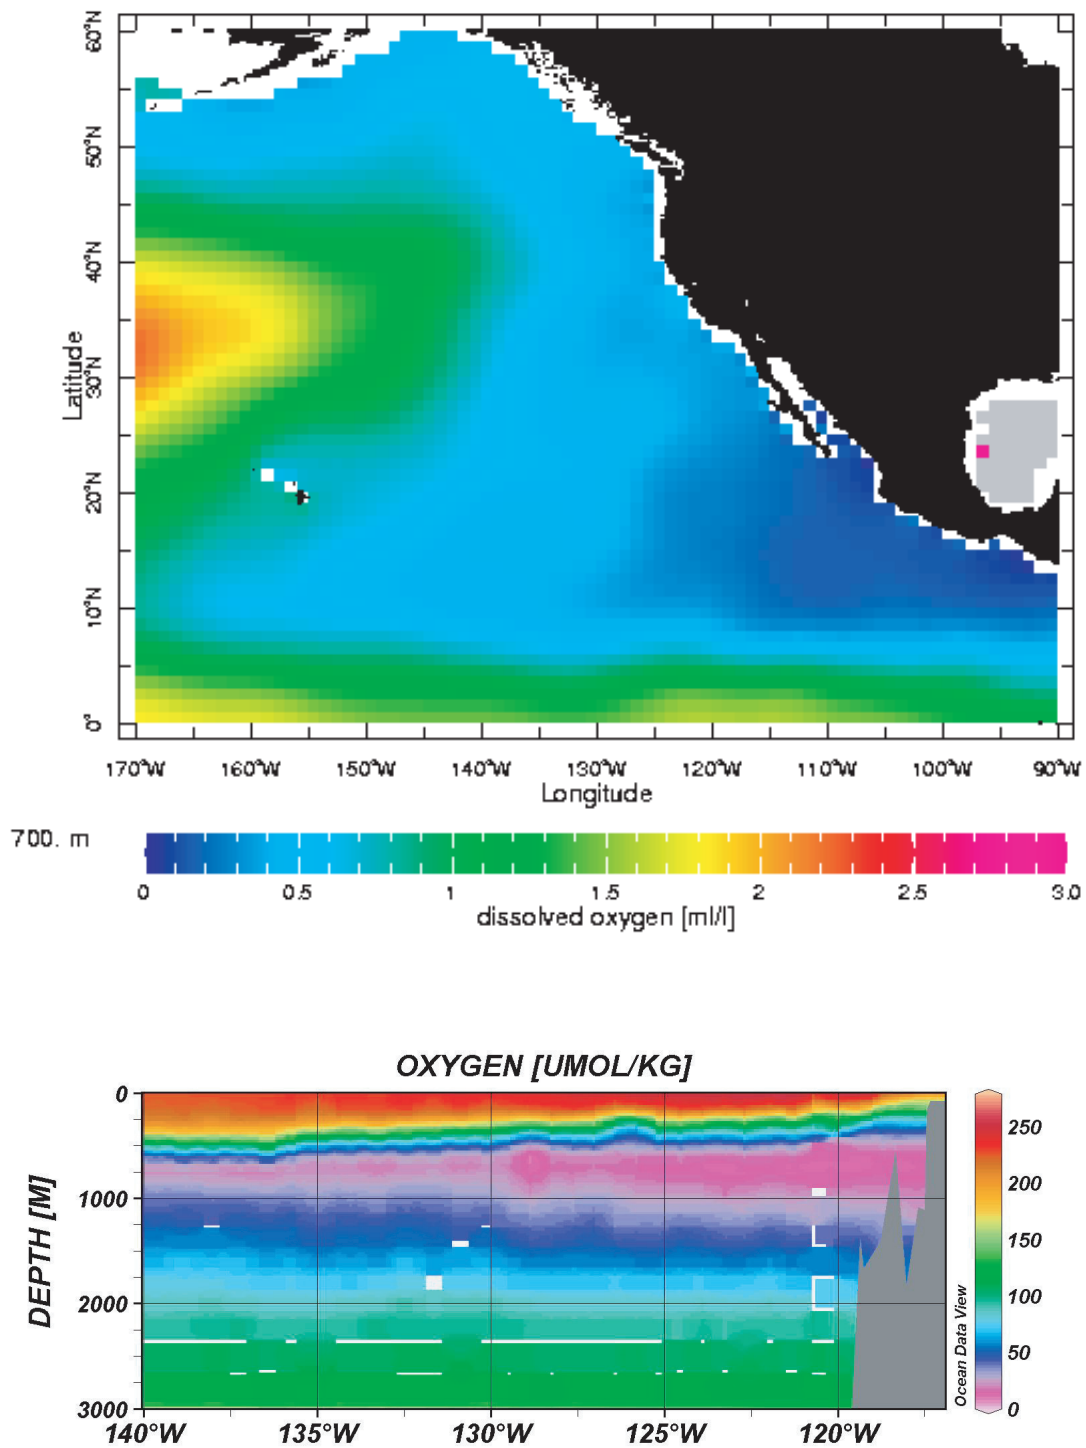 60°N
50°N
40°N
30°N
20°N
10°N
0°
Latitude
170°W 160°W 150°W 140°W 130°W 120°W 110°W 100°W 90°W
Longitude
700. m
0 0.5 1 1.5 2 2.5 3.0
dissolved oxygen [ml/l]
OXYGEN [UMOL/KG]
0
1000
2000
3000
DEPTH [M]
140°W 135°W 130°W 125°W 120°W
250
200
150
100
50
0
Ocean Data View